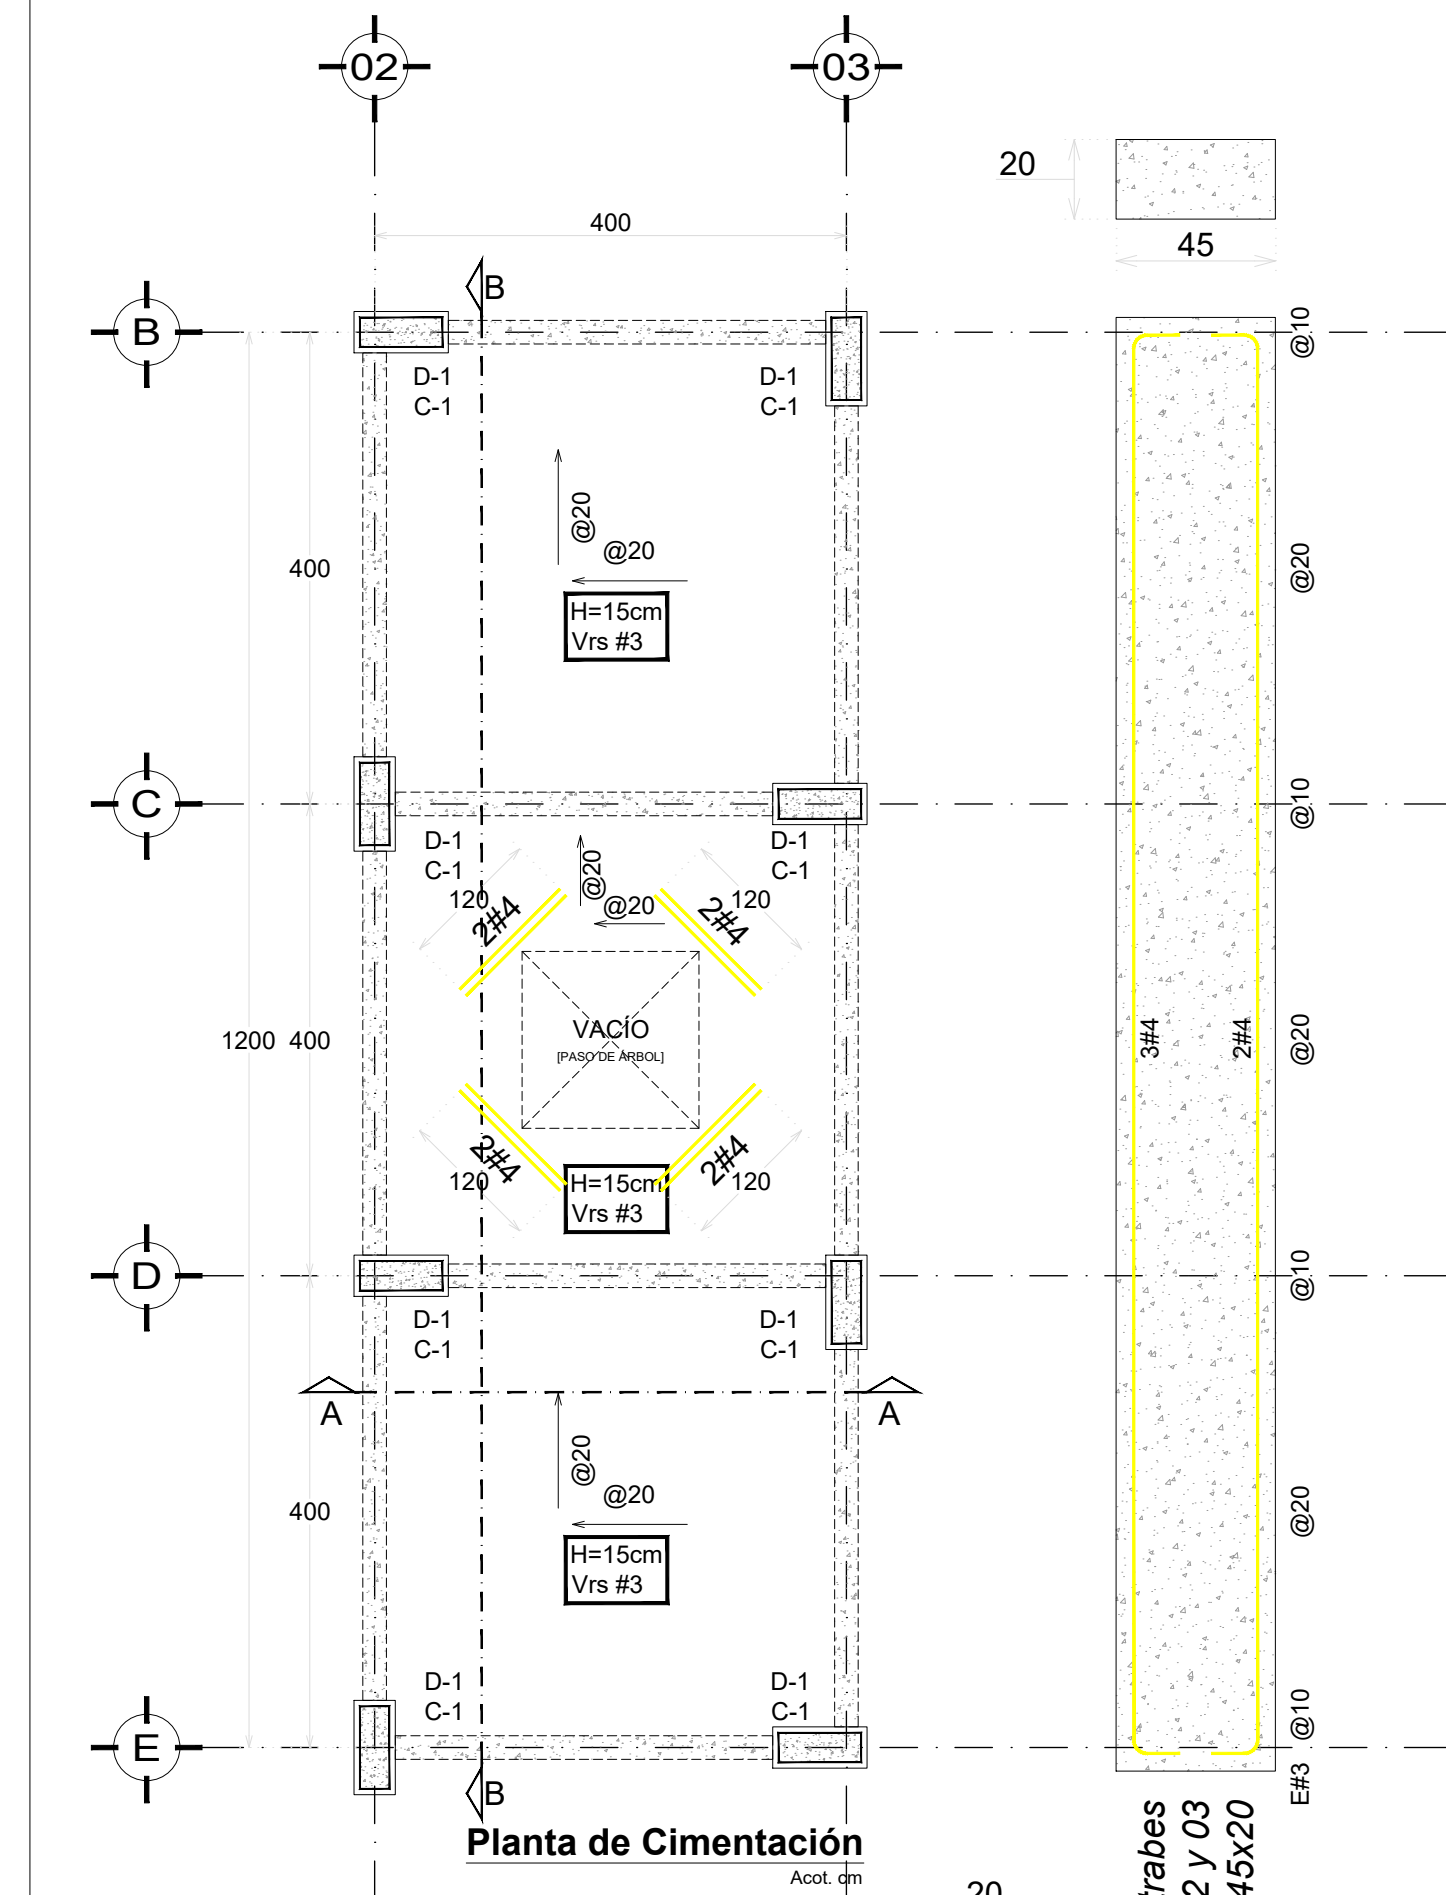 02
03
20
400
45
B
B
@10
D-1
C-1
D-1
C-1
@20
@20
400
H=15cm
Vrs #3
@20
C
@10
D-1
C-1
D-1
C-1
@20
@20
120
2#4
2#4
120
VACÍO
[PASO DE ÁRBOL]
1200
400
3#4
2#4
@20
2#4
120
2#4
120
H=15cm
Vrs #3
D
@10
D-1
C-1
D-1
C-1
A
A
@20
@20
400
@20
H=15cm
Vrs #3
D-1
C-1
D-1
C-1
E
@10
E#3
B
Planta de Cimentación
Acot. cm
trabes
2 y 03
45x20
20